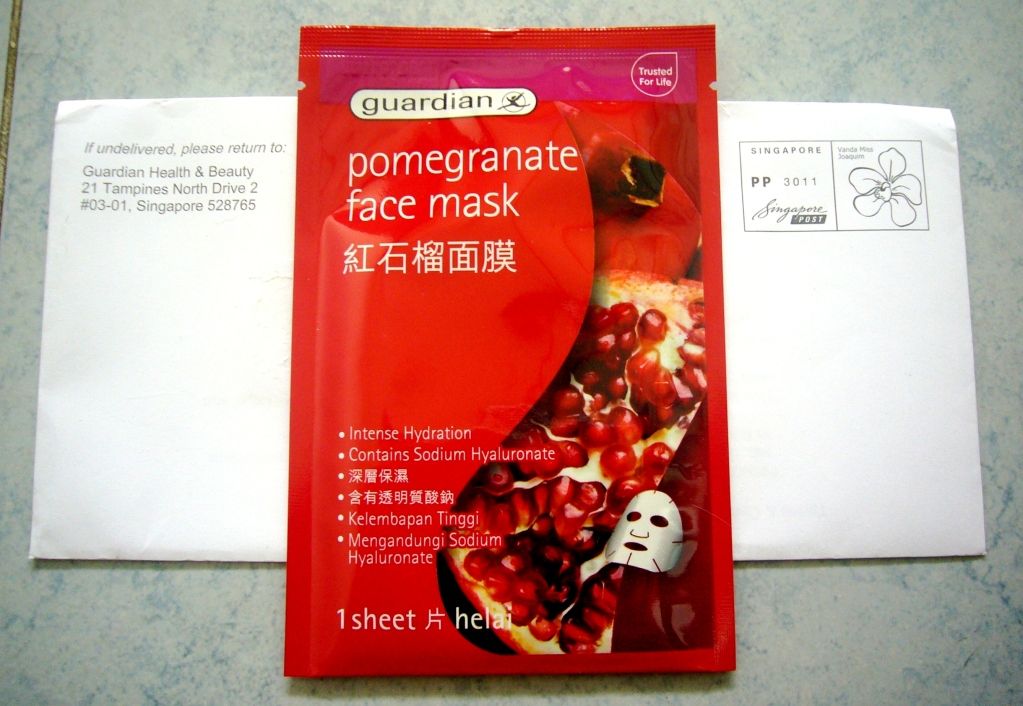 If undelivered, please return to:
Guardian Health & Beauty
21 Tampines North Drive 2
#03-01, Singapore 528765
Trusted
For Life
guardian
pomegranate
face mask
紅石榴面膜
• Intense Hydration
• Contains Sodium Hyaluronate
• 深層保濕
• 含有透明質酸鈉
• Kelembapan Tinggi
• Mengandungi Sodium
Hyaluronate
1 sheet 片 helai
SINGAPORE
PP 3011
Singapore
POST
Vanda Miss
Joaquim